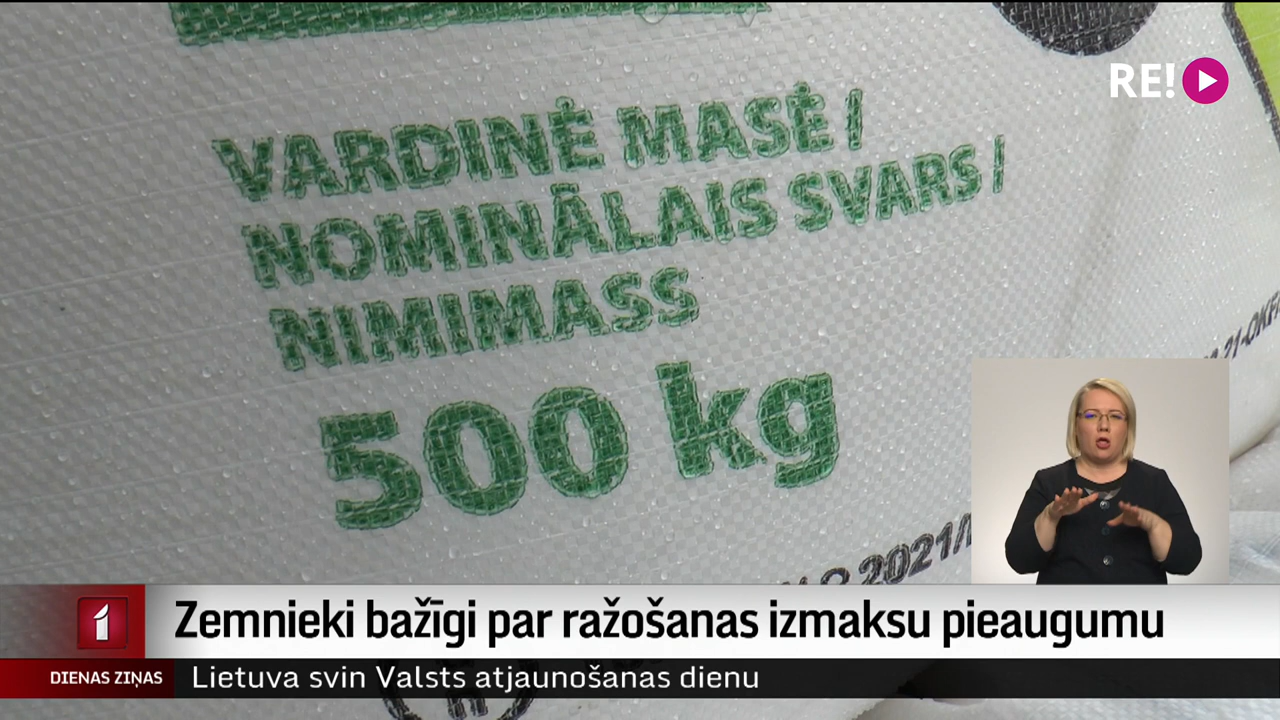 RE!
VARDINĖ MASĖ /
NOMINĀLAIS SVARS /
NIMIMASS
500 kg
2021/
1 Zemnieki bažīgi par ražošanas izmaksu pieaugumu
DIENAS ZIŅAS Lietuva svin Valsts atjaunošanas dienu